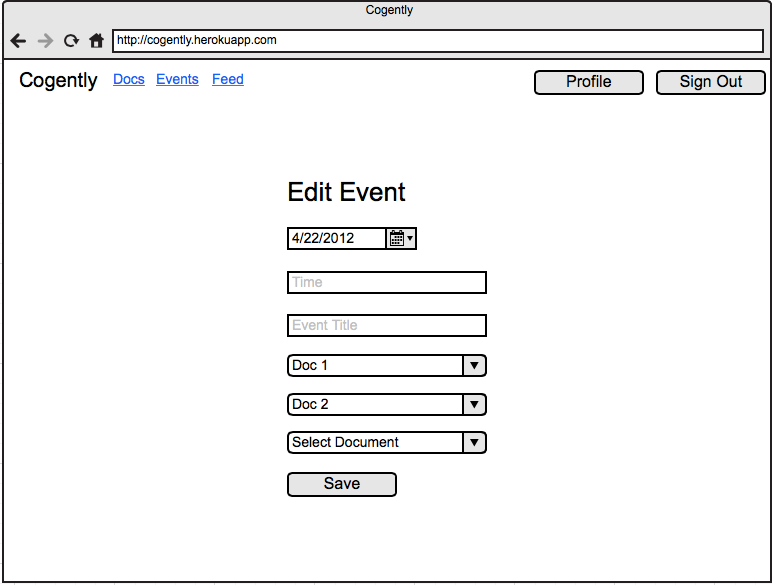 Cogently
http://cogently.herokuapp.com
Cogently Docs Events Feed Profile Sign Out
Edit Event
4/22/2012
Time
Event Title
Doc 1
Doc 2
Select Document
Save